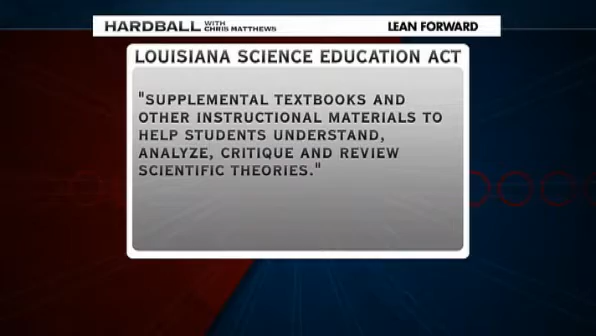 HARDBALL WITH CHRIS MATTHEWS LEAN FORWARD
LOUISIANA SCIENCE EDUCATION ACT
"SUPPLEMENTAL TEXTBOOKS AND
OTHER INSTRUCTIONAL MATERIALS TO
HELP STUDENTS UNDERSTAND,
ANALYZE, CRITIQUE AND REVIEW
SCIENTIFIC THEORIES."